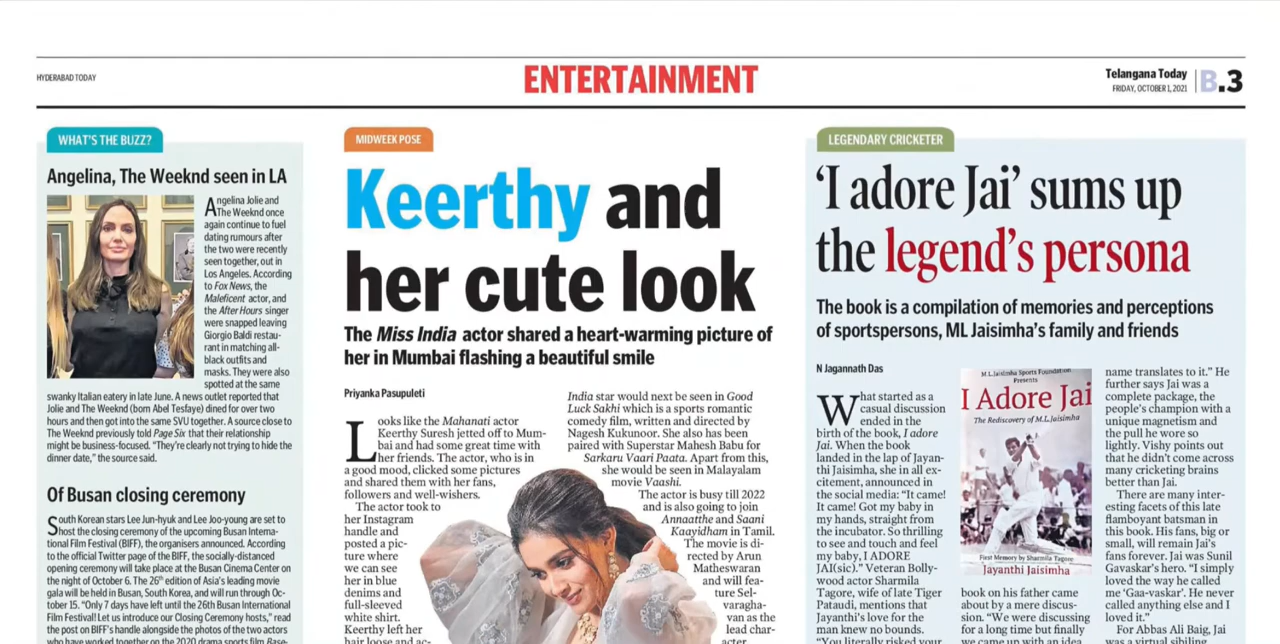 HYDERABAD TODAY
ENTERTAINMENT
Telangana Today
FRIDAY, OCTOBER 1, 2021
B.3
WHAT'S THE BUZZ?
Angelina, The Weeknd seen in LA
Angelina Jolie and
The Weeknd once
again continue to fuel
dating rumours after
the two were recently
seen together, out in
Los Angeles. According
to Fox News, the
Maleficent actor, and
the After Hours singer
were snapped leaving
Giorgio Baldi restau-
rant in matching all-
black outfits and
masks. They were also
spotted at the same
swanky Italian eatery in late June. A news outlet reported that
Jolie and The Weeknd (born Abel Tesfaye) dined for over two
hours and then got into the same SVU together. A source close to
The Weeknd previously told Page Six that their relationship
might be business-focused. "They're clearly not trying to hide the
dinner date," the source said.
Of Busan closing ceremony
South Korean stars Lee Jun-hyuk and Lee Joo-young are set to
host the closing ceremony of the upcoming Busan Interna-
tional Film Festival (BIFF), the organisers announced. According
to the official Twitter page of the BIFF, the socially-distanced
opening ceremony will take place at the Busan Cinema Center on
the night of October 6. The 26th edition of Asia's leading movie
gala will be held in Busan, South Korea, and will run through Oc-
tober 15. "Only 7 days have left until the 26th Busan International
Film Festival! Let us introduce our Closing Ceremony hosts," read
the post on BIFF's handle alongside the photos of the two actors
who have worked together on the 2020 drama sports film Base-
MIDWEEK POSE
Keerthy and
her cute look
The Miss India actor shared a heart-warming picture of
her in Mumbai flashing a beautiful smile
Priyanka Pasupuleti
Looks like the Mahanati actor
Keerthy Suresh jetted off to Mum-
bai and had some great time with
her friends. The actor, who is in
a good mood, clicked some pictures
and shared them with her fans,
followers and well-wishers.
The actor took to
her Instagram
handle and
posted a pic-
ture where
we can see
her in blue
denims and
full-sleeved
white shirt.
Keerthy left her
hair loose and ac-
India star would next be seen in Good
Luck Sakhi which is a sports romantic
comedy film, written and directed by
Nagesh Kukunoor. She also has been
paired with Superstar Mahesh Babu for
Sarkaru Vaari Paata. Apart from this,
she would be seen in Malayalam
movie Vaashi.
The actor is busy till 2022
and is also going to join
Annaatthe and Saani
Kaayidham in Tamil.
The movie is di-
rected by Arun
Matheswaran
and will fea-
ture Sel-
varagha-
van as the
lead char-
acter.
LEGENDARY CRICKETER
'I adore Jai' sums up
the legend's persona
The book is a compilation of memories and perceptions
of sportspersons, ML Jaisimha's family and friends
N Jagannath Das
What started as a
casual discussion
ended in the
birth of the book, I adore
Jai. When the book
landed in the lap of Jayan-
thi Jaisimha, she in all ex-
citement, announced in
the social media: "It came!
It came! Got my baby in
my hands, straight from
the incubator. So thrilling
to see and touch and feel
my baby, I ADORE
JAI(sic)." Veteran Bolly-
wood actor Sharmila
Tagore, wife of late Tiger
Pataudi, mentions that
Jayanthi's love for the
man knew no bounds.
"You literally risked your
M.L.Jaisimha Sports Foundation
Presents
I Adore Jai
The Rediscovery of M.L.Jaisimha
First Memory by Sharmila Tagore
Jayanthi Jaisimha
book on his father came
about by a mere discus-
sion. "We were discussing
for a long time but finally
we came up with an idea
name translates to it." He
further says Jai was a
complete package, the
people's champion with a
unique magnetism and
the pull he wore so
lightly. Vishy points out
that he didn't come across
many cricketing brains
better than Jai.
There are many inter-
esting facets of this late
flamboyant batsman in
this book. His fans, big or
small, will remain Jai's
fans forever. Jai was Sunil
Gavaskar's hero. "I simply
loved the way he called
me 'Gaa-vaskar'. He never
called anything else and I
loved it."
For Abbas Ali Baig, Jai
was a virtual sibling.